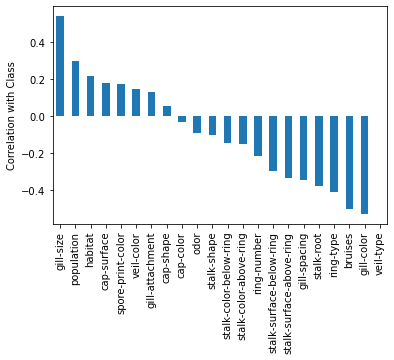 Correlation with Class
0.4
0.2
0.0
−0.2
−0.4
gill-size
population
habitat
cap-surface
spore-print-color
veil-color
gill-attachment
cap-shape
cap-color
odor
stalk-shape
stalk-color-below-ring
stalk-color-above-ring
ring-number
stalk-surface-below-ring
stalk-surface-above-ring
gill-spacing
stalk-root
ring-type
bruises
gill-color
veil-type